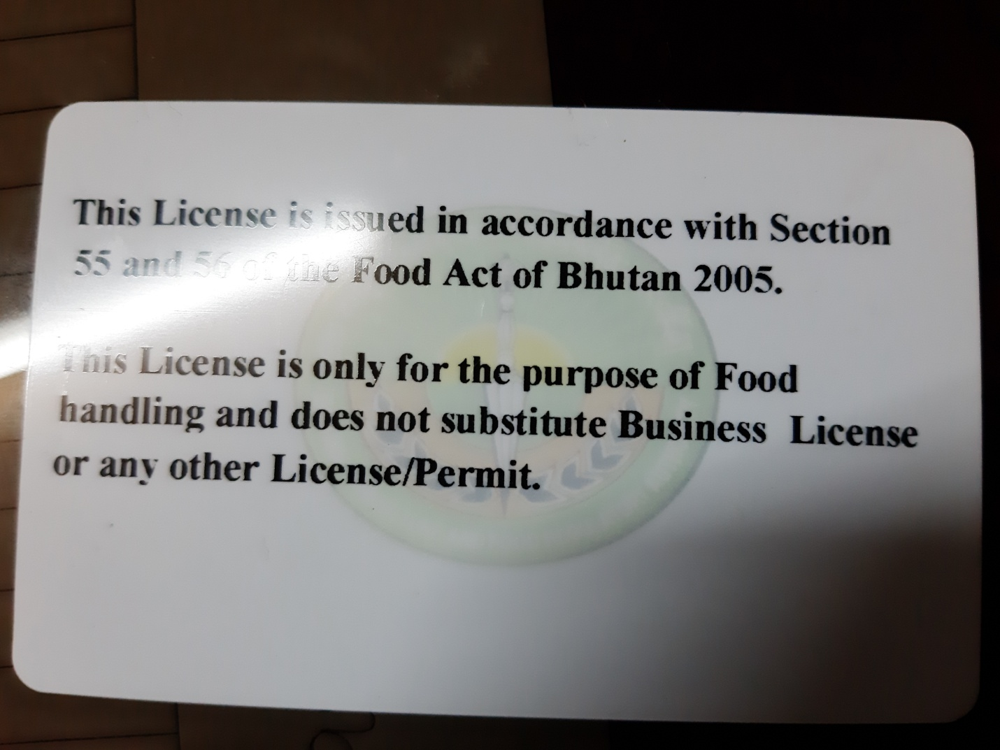 This License is issued in accordance with Section
55 and 56 of the Food Act of Bhutan 2005.
This License is only for the purpose of Food
handling and does not substitute Business License
or any other License/Permit.